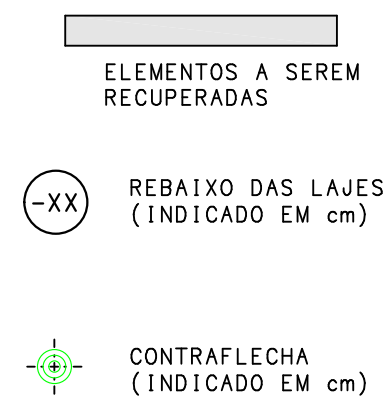 ELEMENTOS A SEREM
RECUPERADAS
-XX
REBAIXO DAS LAJES
(INDICADO EM cm)
CONTRAFLECHA
(INDICADO EM cm)